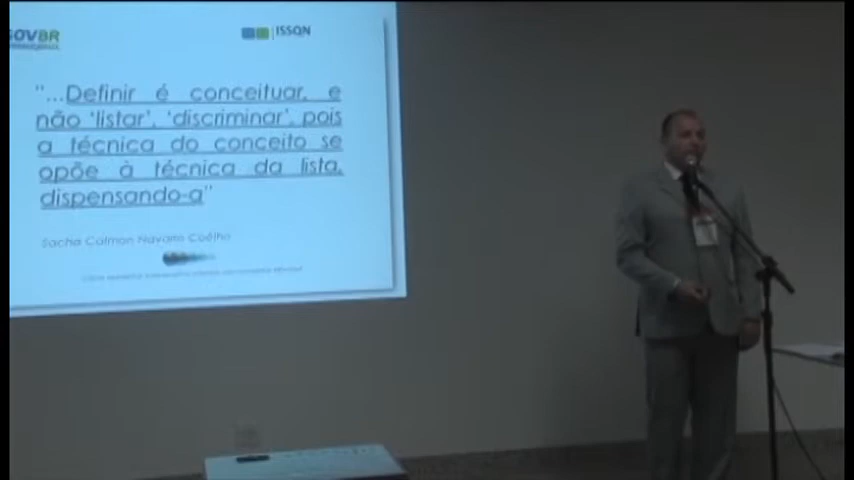 GOVBR
ISSQN
"...Definir é conceituar, e
não 'listar', 'discriminar', pois
a técnica do conceito se
opõe à técnica da lista,
dispensando-a"
Sacha Calmon Navarro Coêlho